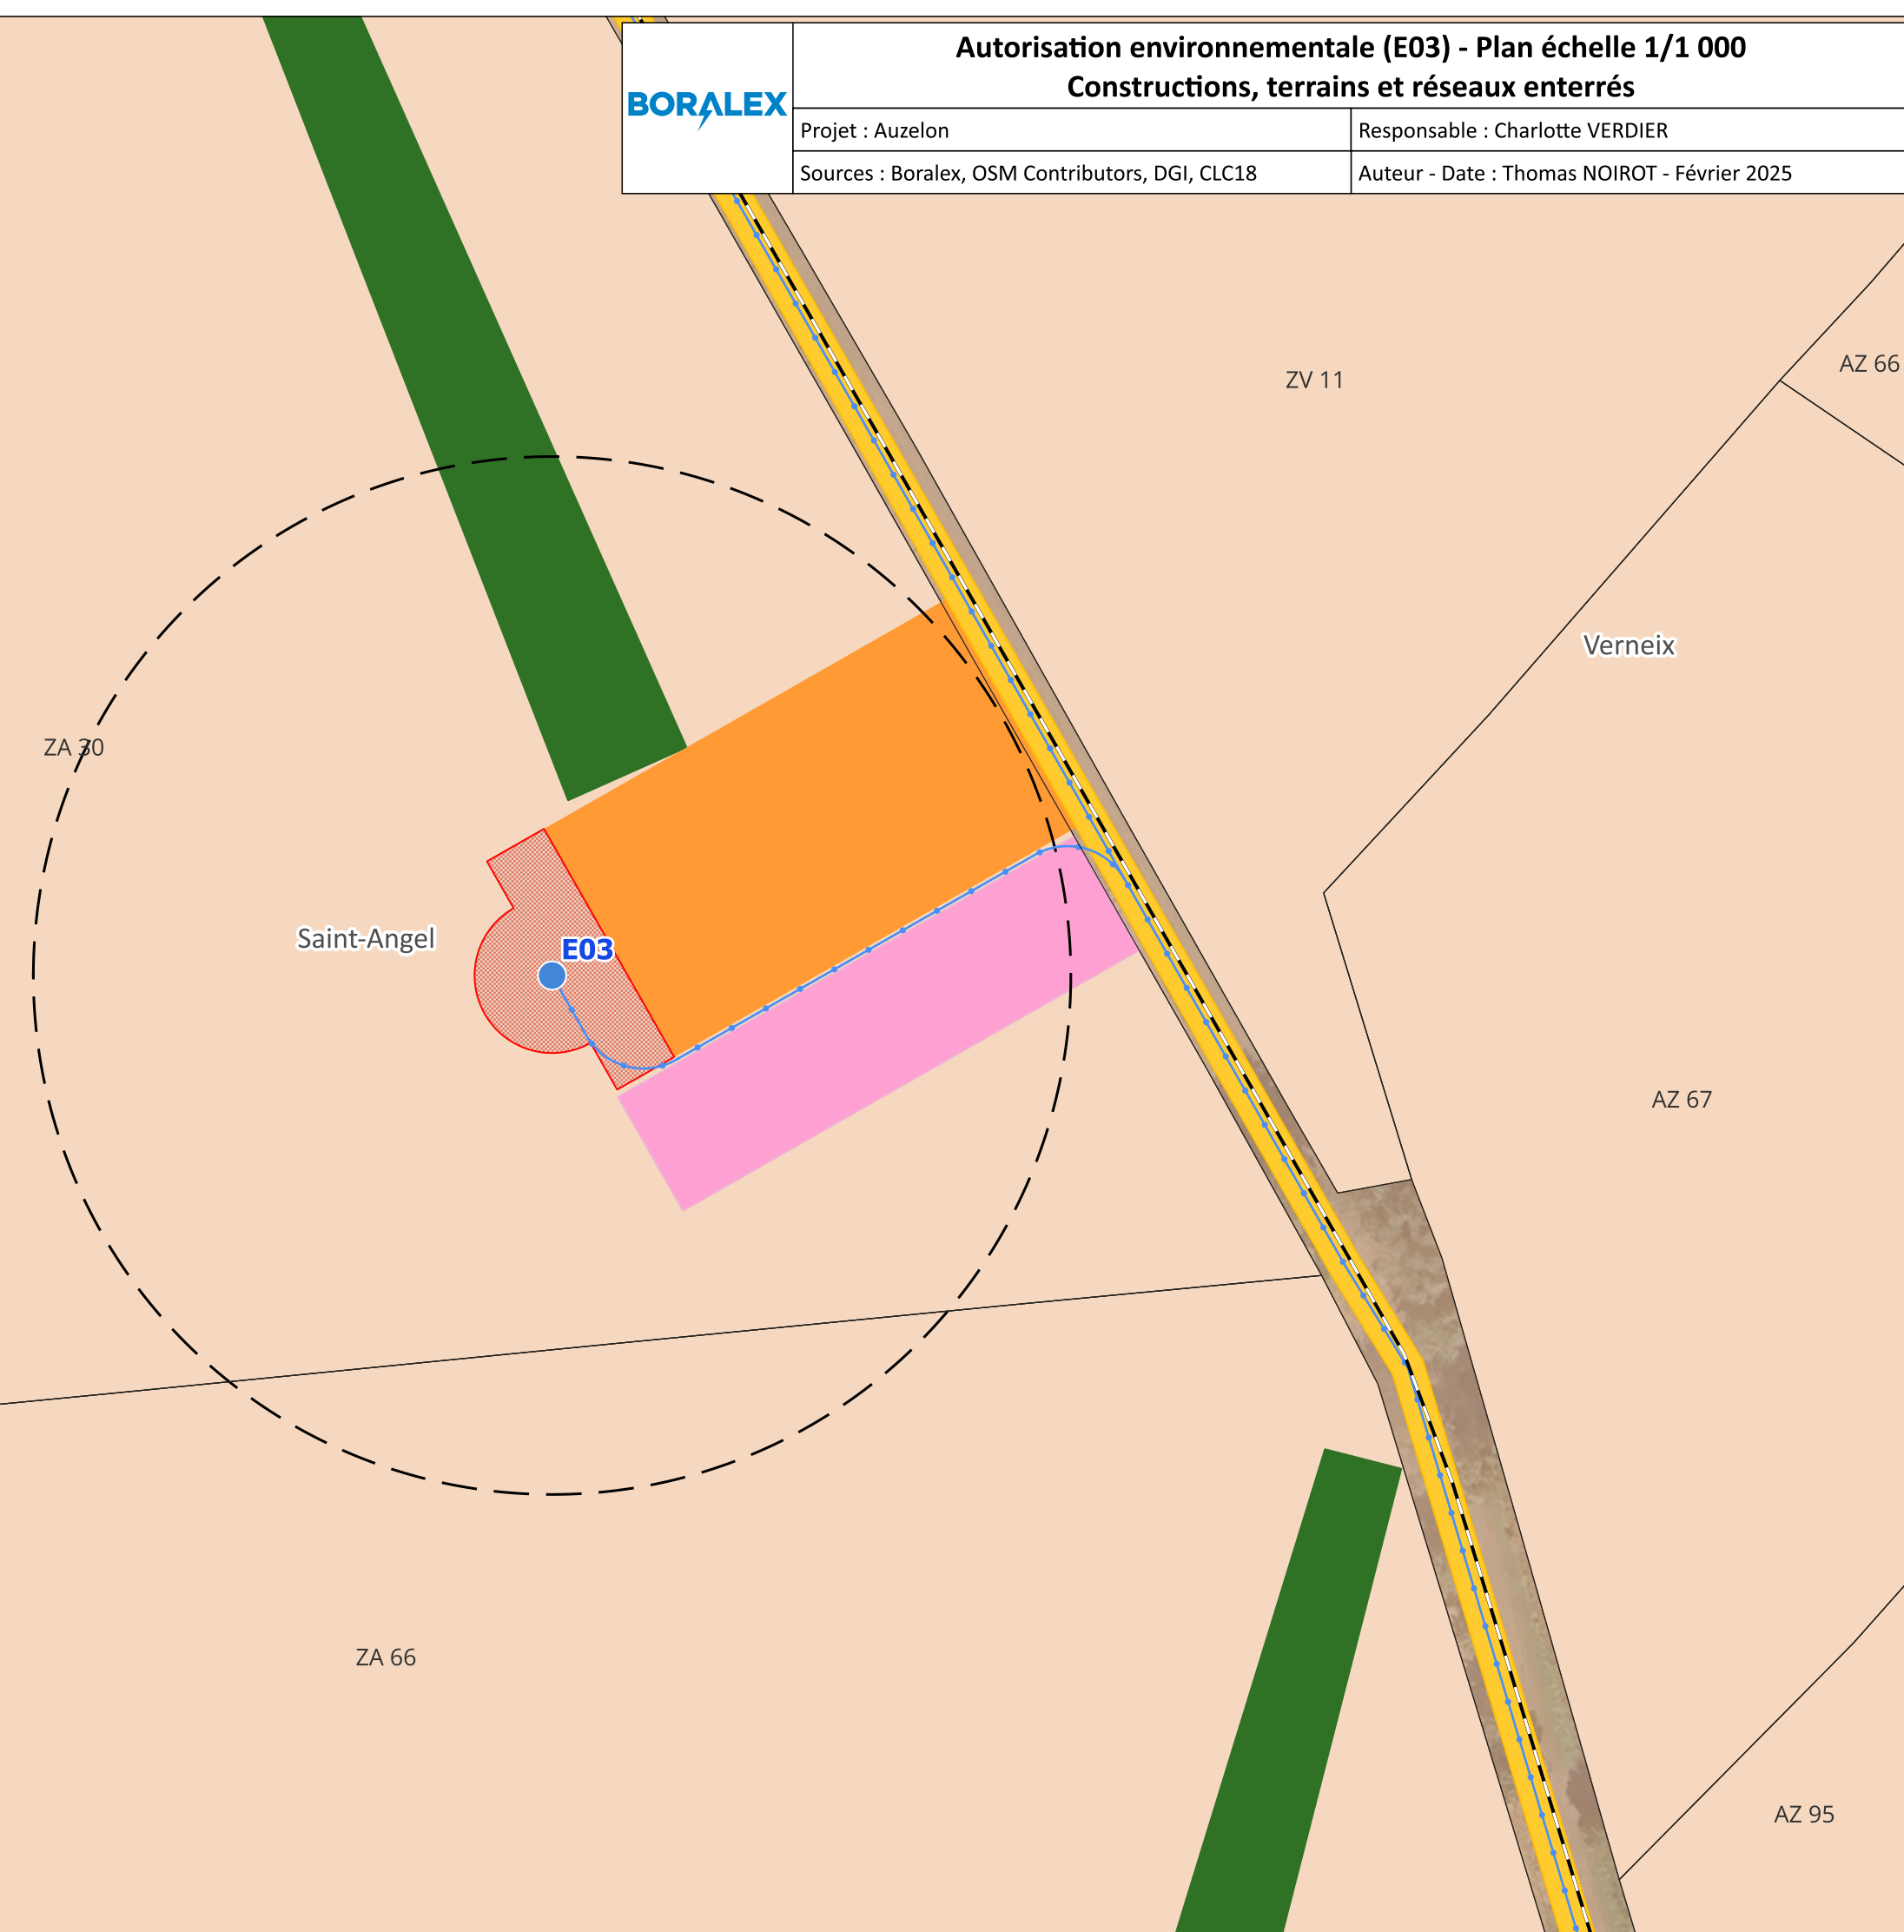 Autorisation environnementale (E03) - Plan échelle 1/1 000
Constructions, terrains et réseaux enterrés
BORALEX
Projet : Auzelon
Responsable : Charlotte VERDIER
Sources : Boralex, OSM Contributors, DGI, CLC18
Auteur - Date : Thomas NOIROT - Février 2025
AZ 66
ZV 11
Verneix
ZA 30
Saint-Angel
E03
AZ 67
ZA 66
AZ 95